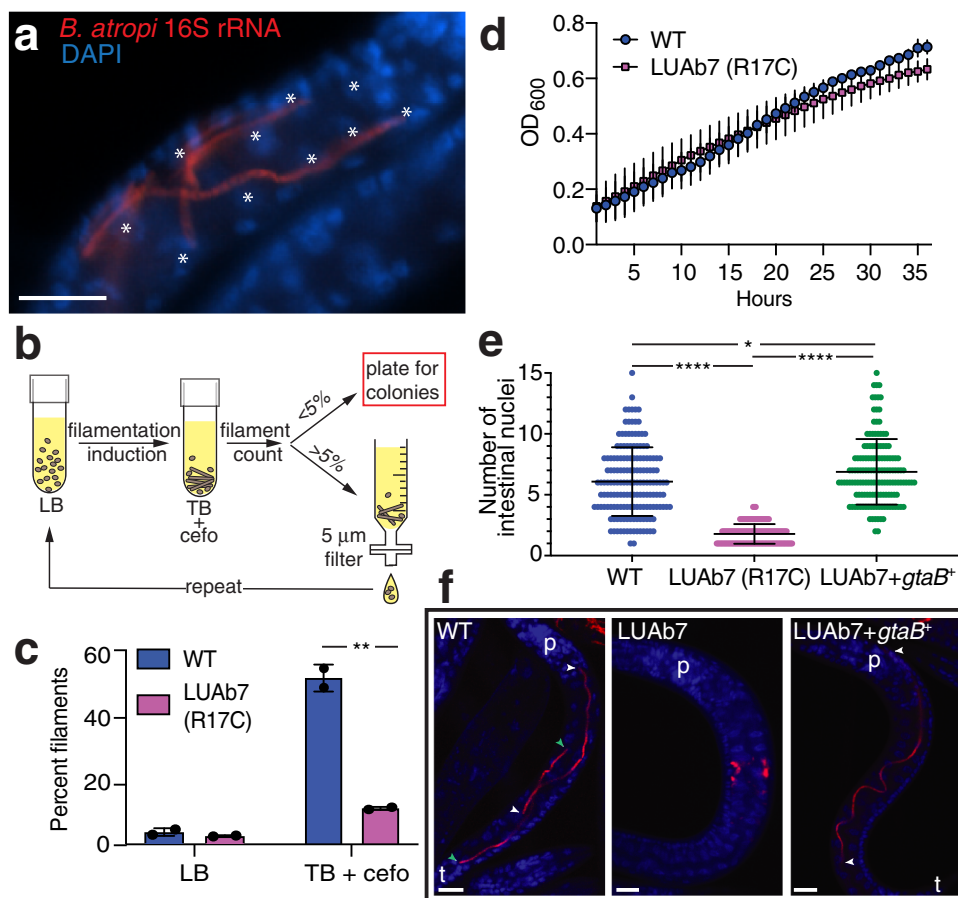 a
B. atropi 16S rRNA
DAPI
* * * * * * * * * *
b
LB
filamentation
induction
TB
+
cefo
filament
count
<5%
>5%
plate for
colonies
5 μm
filter
repeat
c
Percent filaments
60
40
20
0
WT
LUAb7
(R17C)
**
LB
TB + cefo
d
OD600
0.8
0.6
0.4
0.2
0.0
WT
LUAb7 (R17C)
5 10 15 20 25 30 35
Hours
e
Number of
intestinal nuclei
15
10
5
0
*
**** ****
WT LUAb7 (R17C) LUAb7+gtaB+
f
WT
p
t
LUAb7
p
LUAb7+gtaB+
p
t